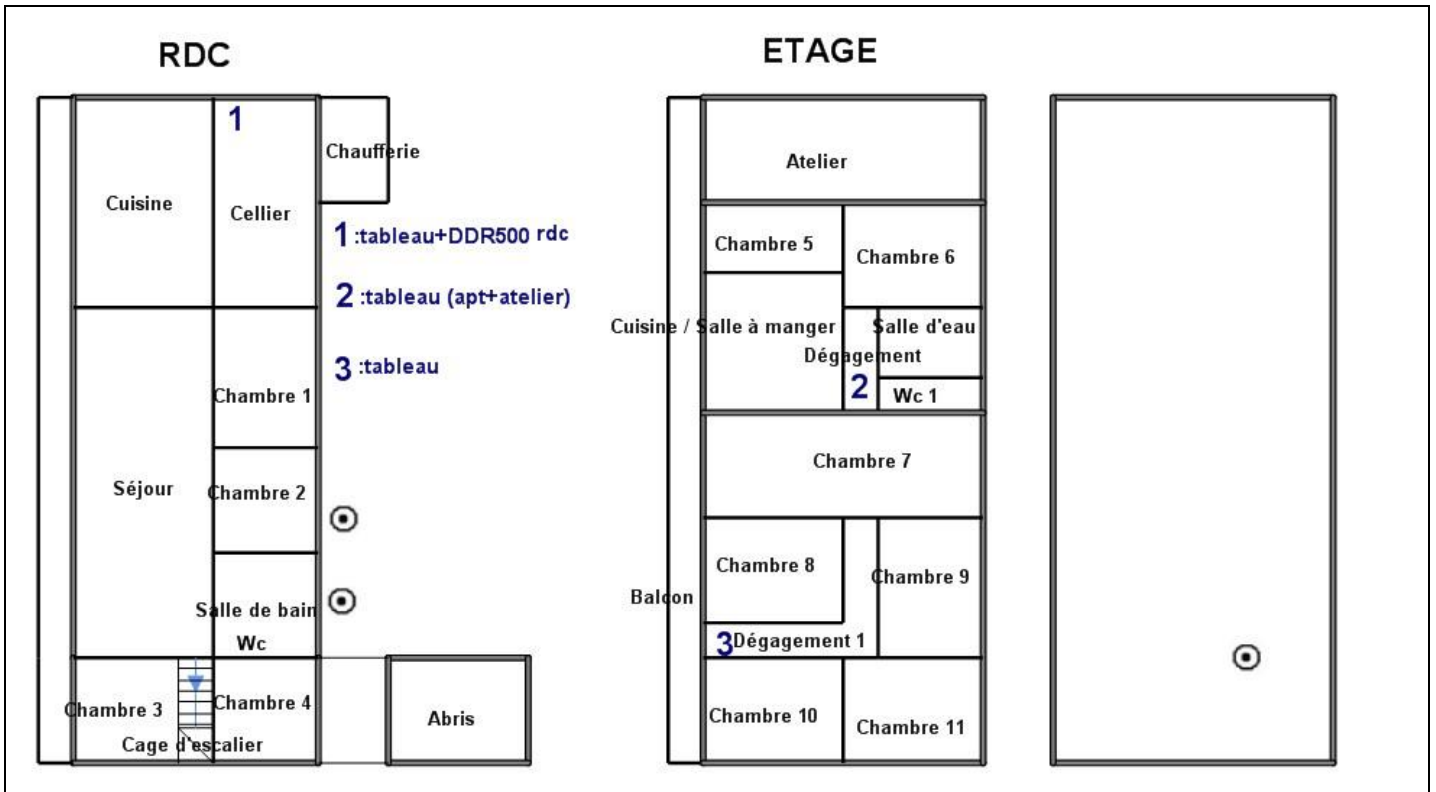 RDC
ETAGE
1
Chaufferie
Cuisine
Cellier
1 :tableau+DDR500 rdc
2 :tableau (apt+atelier)
3 :tableau
Chambre 1
Séjour
Chambre 2
Salle de bain
Wc
Chambre 3
Chambre 4
Cage d'escalier
Abris
Atelier
Chambre 5
Chambre 6
Cuisine / Salle à manger
Salle d'eau
Dégagement
2
Wc 1
Chambre 7
Chambre 8
Chambre 9
Balcon
3
Dégagement 1
Chambre 10
Chambre 11